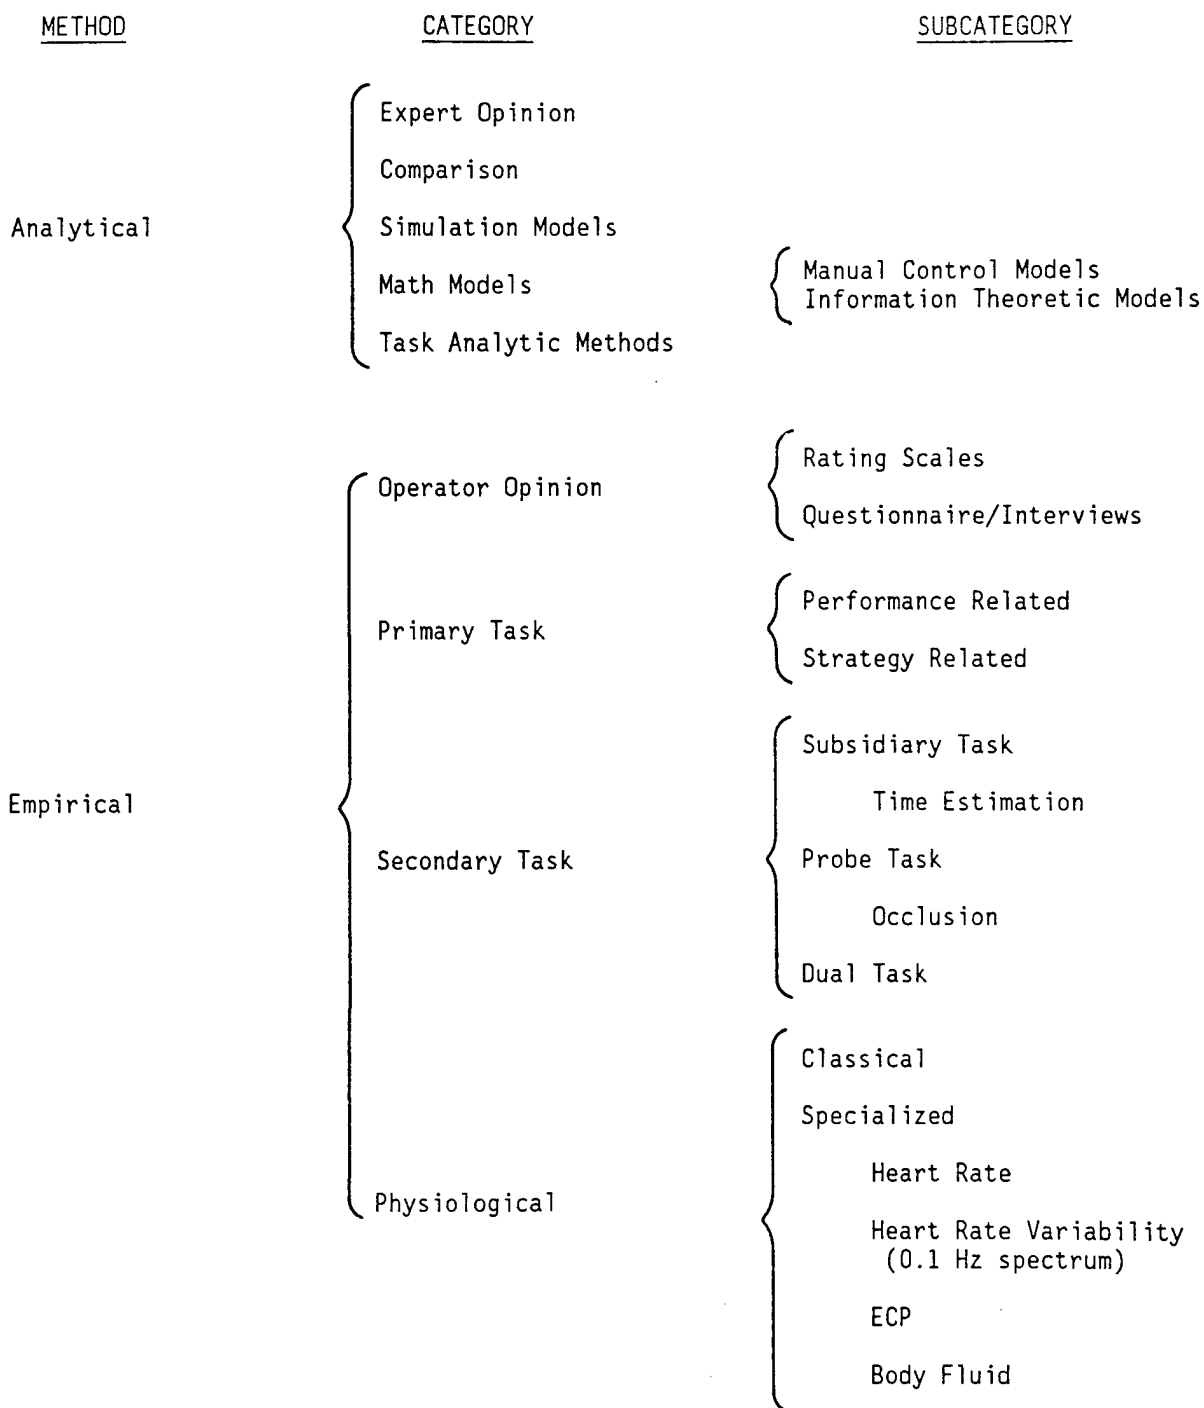 METHOD CATEGORY SUBCATEGORY
Expert Opinion
Comparison
Analytical Simulation Models
Math Models
Manual Control Models
Information Theoretic Models
Task Analytic Methods
Operator Opinion
Rating Scales
Questionnaire/Interviews
Primary Task
Performance Related
Strategy Related
Empirical
Secondary Task
Subsidiary Task
Time Estimation
Probe Task
Occlusion
Dual Task
Physiological
Classical
Specialized
Heart Rate
Heart Rate Variability
(0.1 Hz spectrum)
ECP
Body Fluid